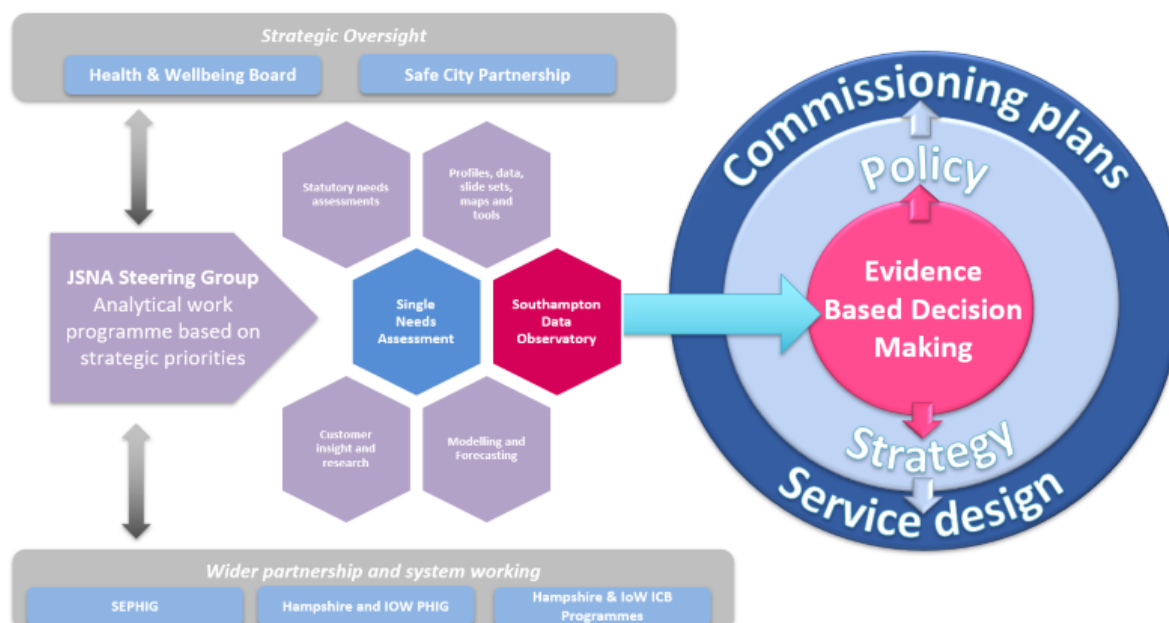 Strategic Oversight
Health & Wellbeing Board
Safe City Partnership
JSNA Steering Group
Analytical work
programme based on
strategic priorities
Statutory needs
assessments
Profiles, data,
slide sets,
maps and
tools
Single
Needs
Assessment
Southampton
Data
Observatory
Customer
insight and
research
Modelling and
Forecasting
Commissioning plans
Policy
Evidence
Based Decision
Making
Strategy
Service design
Wider partnership and system working
SEPHIG
Hampshire and IOW PHIG
Hampshire & IoW ICB
Programmes